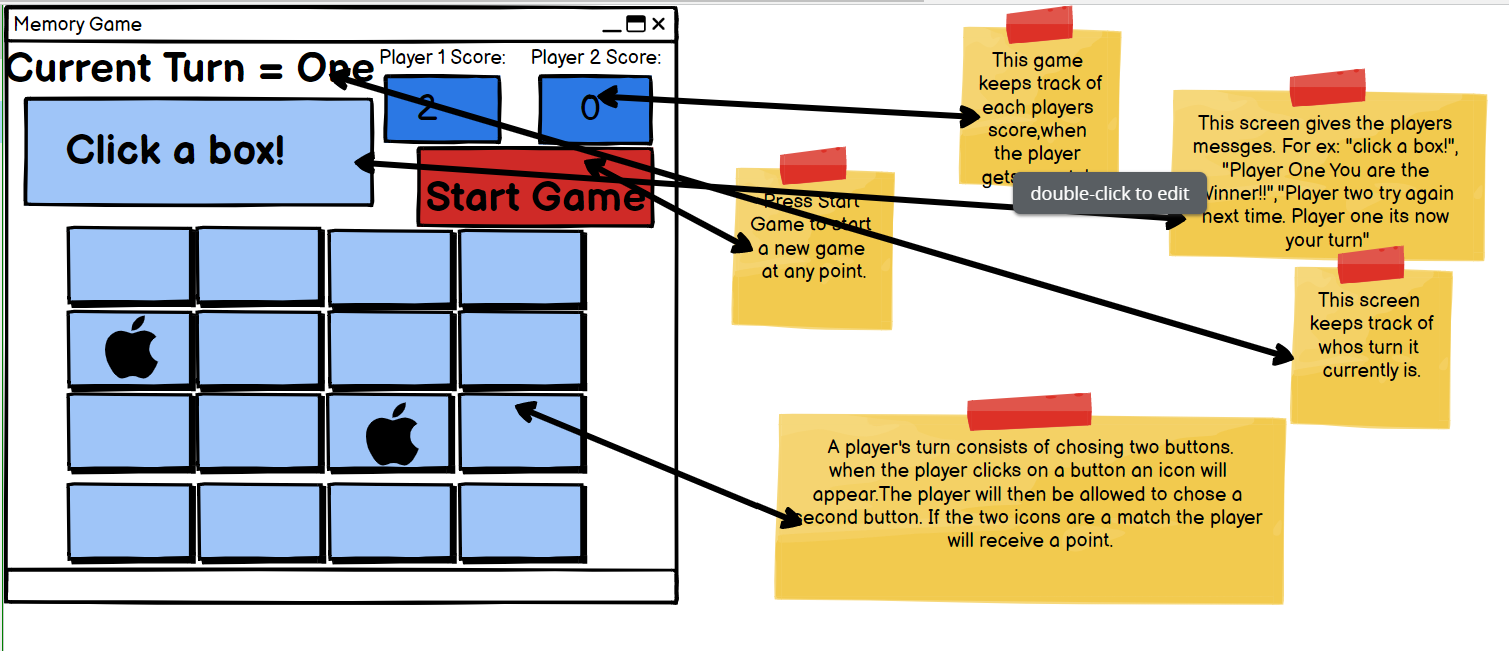 Memory Game
Current Turn = One
Player 1 Score:
Player 2 Score:
2
0
Click a box!
Start Game
This game
keeps track of
each players
score,when
the player
gets
double-click to edit
This screen gives the players
messges. For ex: "click a box!",
"Player One You are the
Winner!!","Player two try again
next time. Player one its now
your turn"
Press Start
Game to start
a new game
at any point.
This screen
keeps track of
whos turn it
currently is.
A player's turn consists of chosing two buttons.
when the player clicks on a button an icon will
appear.The player will then be allowed to chose a
second button. If the two icons are a match the player
will receive a point.